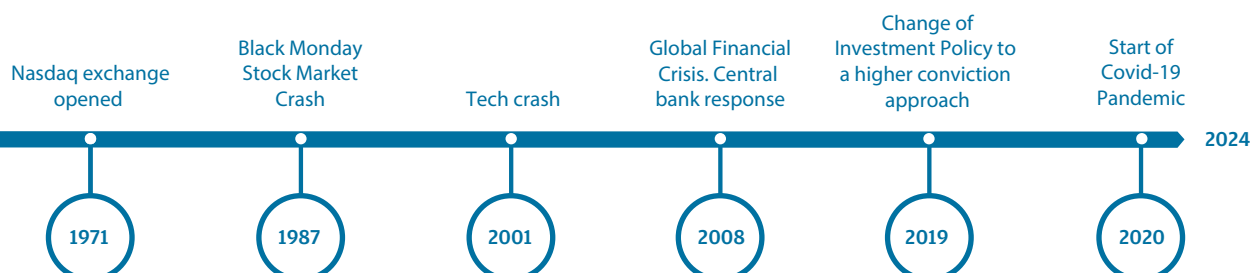 Nasdaq exchange
opened
Black Monday
Stock Market
Crash
Tech crash
Global Financial
Crisis. Central
bank response
Change of
Investment Policy to
a higher conviction
approach
Start of
Covid-19
Pandemic
2024
1971
1987
2001
2008
2019
2020